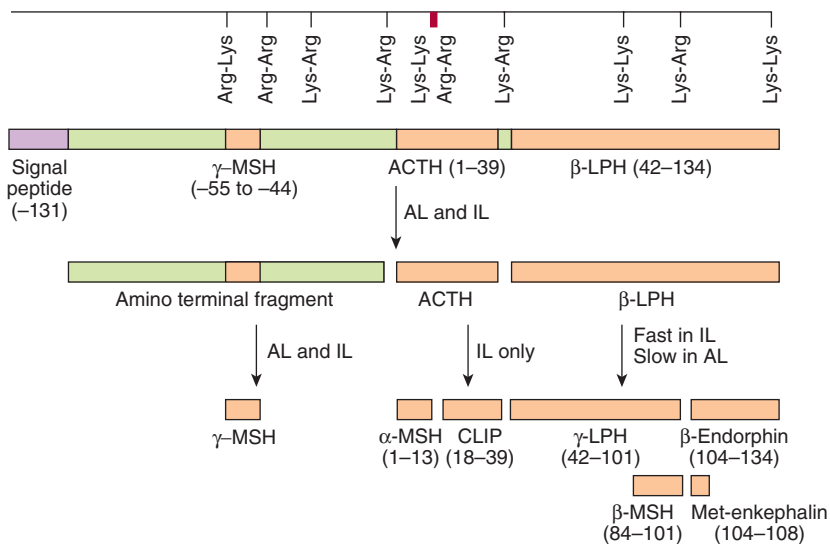 Arg-Lys
Arg-Arg
Lys-Arg
Lys-Arg
Lys-Lys
Arg-Arg
Lys-Arg
Lys-Lys
Lys-Arg
Lys-Lys
Signal
peptide
(–131)
γ–MSH
(–55 to –44)
ACTH (1–39)
β-LPH (42–134)
AL and IL
Amino terminal fragment
ACTH
β-LPH
AL and IL
IL only
Fast in IL
Slow in AL
γ–MSH
α-MSH
(1–13)
CLIP
(18–39)
γ-LPH
(42–101)
β-Endorphin
(104–134)
β-MSH
(84–101)
Met-enkephalin
(104–108)